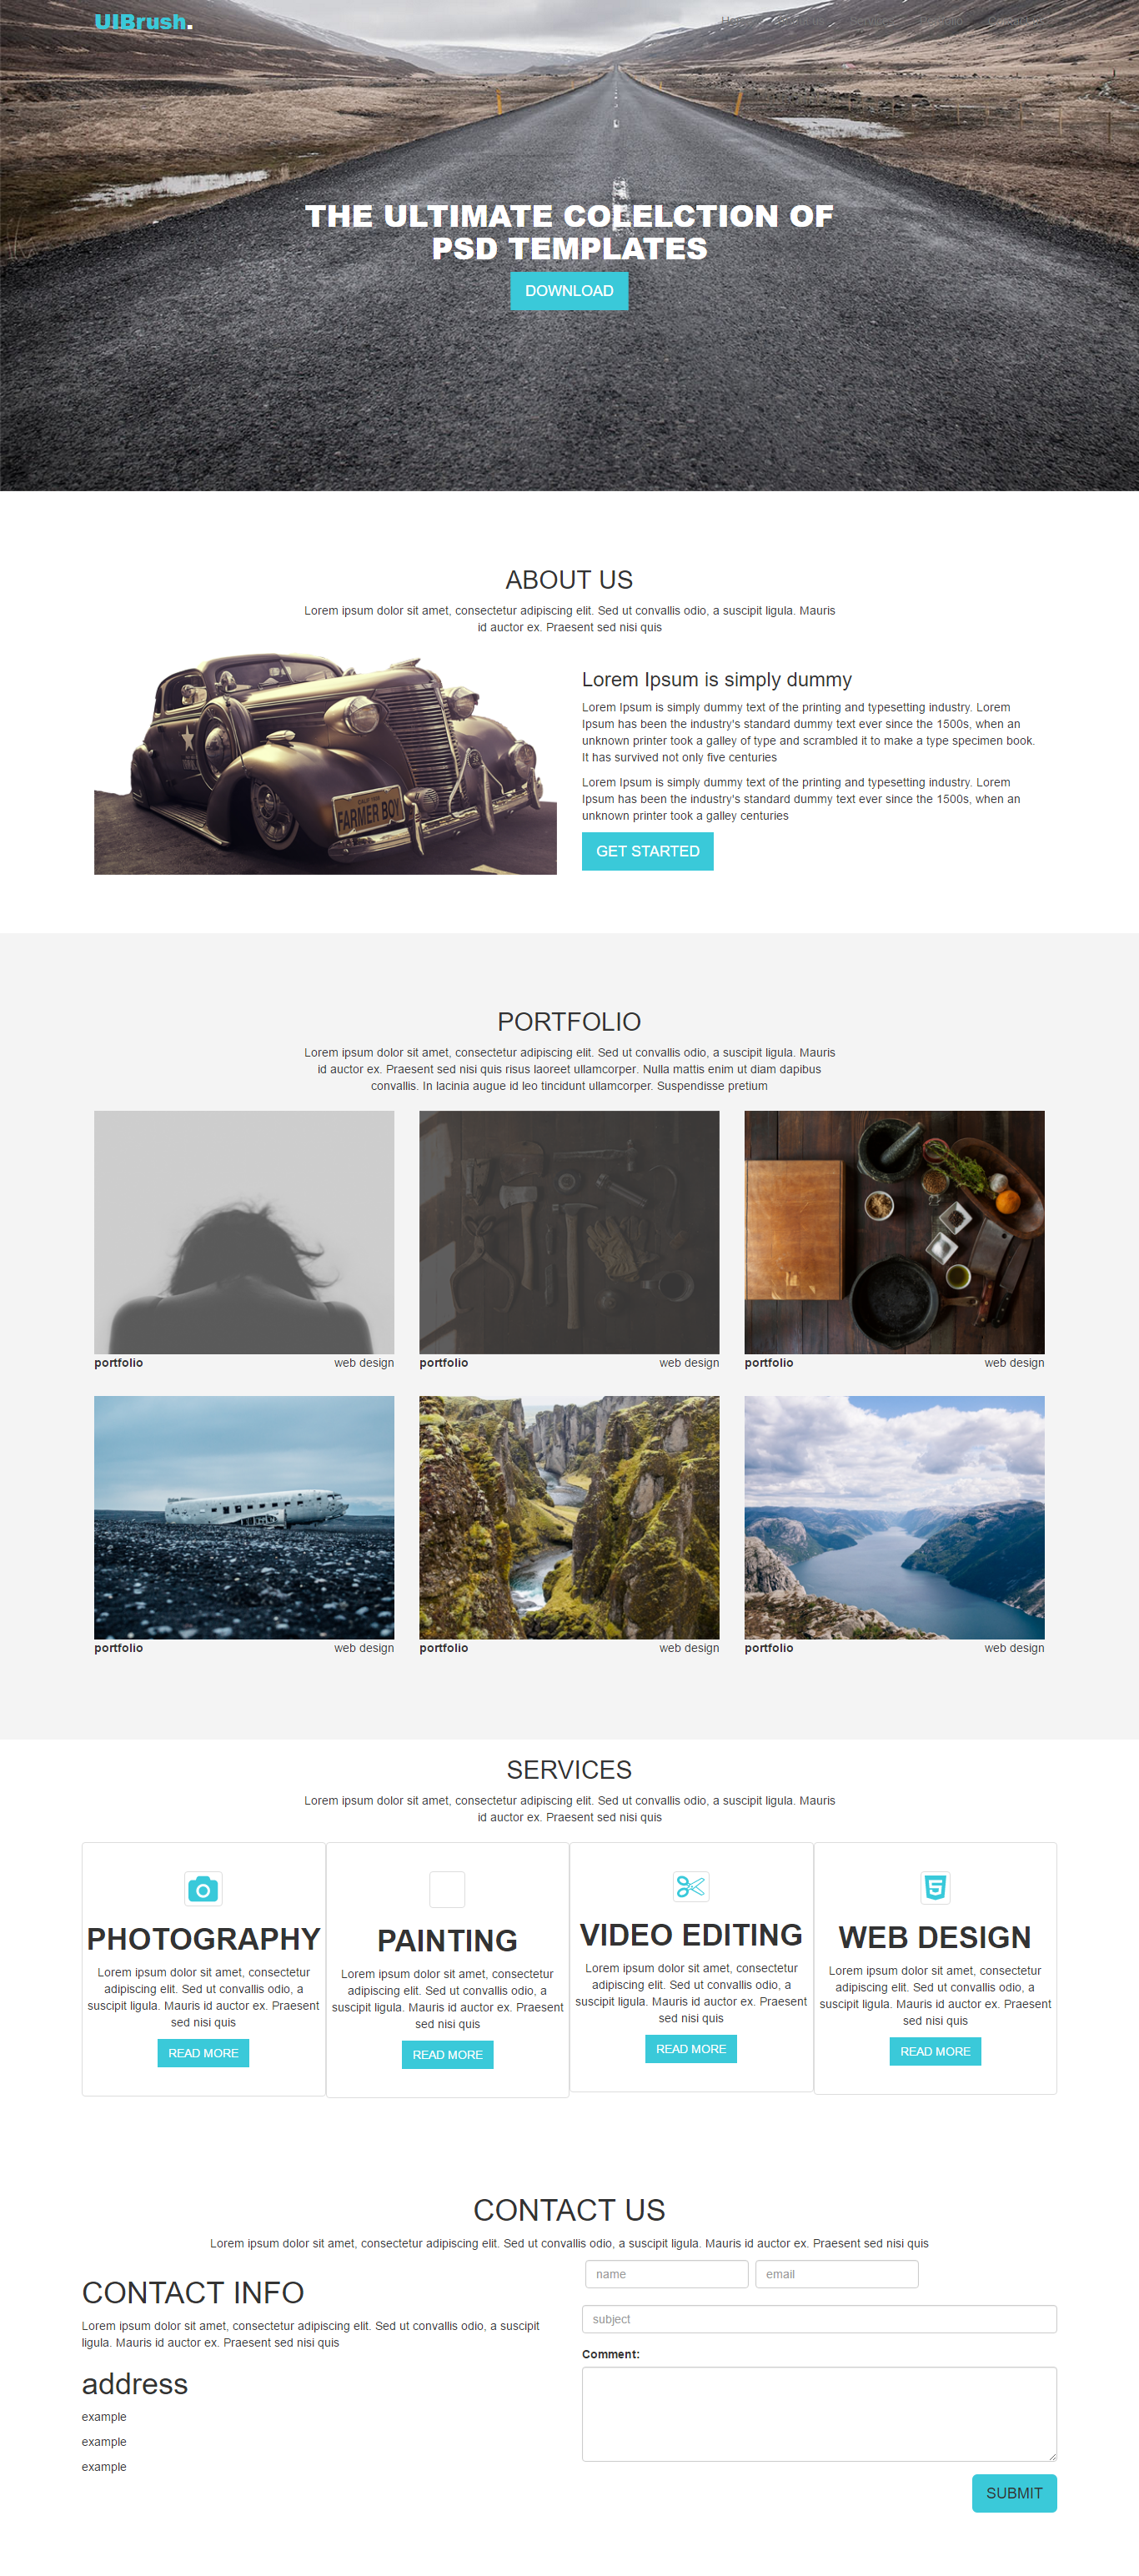 UIBrush.
THE ULTIMATE COLELCTION OF
PSD TEMPLATES
DOWNLOAD
ABOUT US
Lorem ipsum dolor sit amet, consectetur adipiscing elit. Sed ut convallis odio, a suscipit ligula. Mauris
id auctor ex. Praesent sed nisi quis
FARMER BOY
Lorem Ipsum is simply dummy
Lorem Ipsum is simply dummy text of the printing and typesetting industry. Lorem
Ipsum has been the industry's standard dummy text ever since the 1500s, when an
unknown printer took a galley of type and scrambled it to make a type specimen book.
It has survived not only five centuries
Lorem Ipsum is simply dummy text of the printing and typesetting industry. Lorem
Ipsum has been the industry's standard dummy text ever since the 1500s, when an
unknown printer took a galley centuries
GET STARTED
PORTFOLIO
Lorem ipsum dolor sit amet, consectetur adipiscing elit. Sed ut convallis odio, a suscipit ligula. Mauris
id auctor ex. Praesent sed nisi quis risus laoreet ullamcorper. Nulla mattis enim ut diam dapibus
convallis. In lacinia augue id leo tincidunt ullamcorper. Suspendisse pretium
portfolio web design
portfolio web design
portfolio web design
portfolio web design
portfolio web design
portfolio web design
SERVICES
Lorem ipsum dolor sit amet, consectetur adipiscing elit. Sed ut convallis odio, a suscipit ligula. Mauris
id auctor ex. Praesent sed nisi quis
PHOTOGRAPHY
Lorem ipsum dolor sit amet, consectetur
adipiscing elit. Sed ut convallis odio, a
suscipit ligula. Mauris id auctor ex. Praesent
sed nisi quis
READ MORE
PAINTING
Lorem ipsum dolor sit amet, consectetur
adipiscing elit. Sed ut convallis odio, a
suscipit ligula. Mauris id auctor ex. Praesent
sed nisi quis
READ MORE
VIDEO EDITING
Lorem ipsum dolor sit amet, consectetur
adipiscing elit. Sed ut convallis odio, a
suscipit ligula. Mauris id auctor ex. Praesent
sed nisi quis
READ MORE
WEB DESIGN
Lorem ipsum dolor sit amet, consectetur
adipiscing elit. Sed ut convallis odio, a
suscipit ligula. Mauris id auctor ex. Praesent
sed nisi quis
READ MORE
CONTACT US
Lorem ipsum dolor sit amet, consectetur adipiscing elit. Sed ut convallis odio, a suscipit ligula. Mauris id auctor ex. Praesent sed nisi quis
CONTACT INFO
Lorem ipsum dolor sit amet, consectetur adipiscing elit. Sed ut convallis odio, a suscipit
ligula. Mauris id auctor ex. Praesent sed nisi quis
address
example
example
example
name email
subject
Comment:
SUBMIT